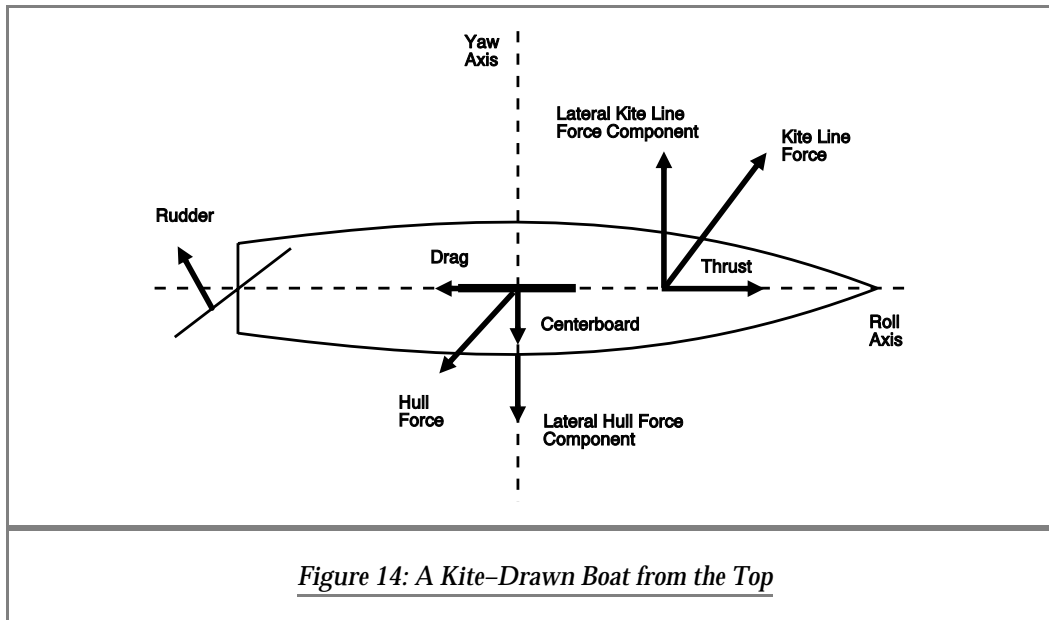 Yaw
Axis
Lateral Kite Line
Force Component
Kite Line
Force
Rudder
Drag
Thrust
Centerboard
Roll
Axis
Hull
Force
Lateral Hull Force
Component
Figure 14: A Kite–Drawn Boat from the Top